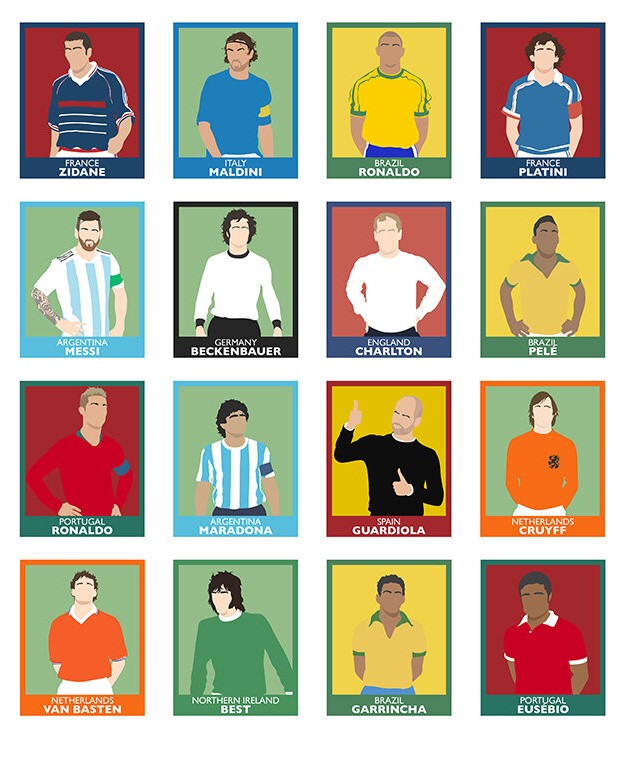 FRANCE
ZIDANE
ITALY
MALDINI
BRAZIL
RONALDO
FRANCE
PLATINI
ARGENTINA
MESSI
GERMANY
BECKENBAUER
ENGLAND
CHARLTON
BRAZIL
PELÉ
PORTUGAL
RONALDO
ARGENTINA
MARADONA
SPAIN
GUARDIOLA
NETHERLANDS
CRUYFF
NETHERLANDS
VAN BASTEN
NORTHERN IRELAND
BEST
BRAZIL
GARRINCHA
PORTUGAL
EUSÉBIO